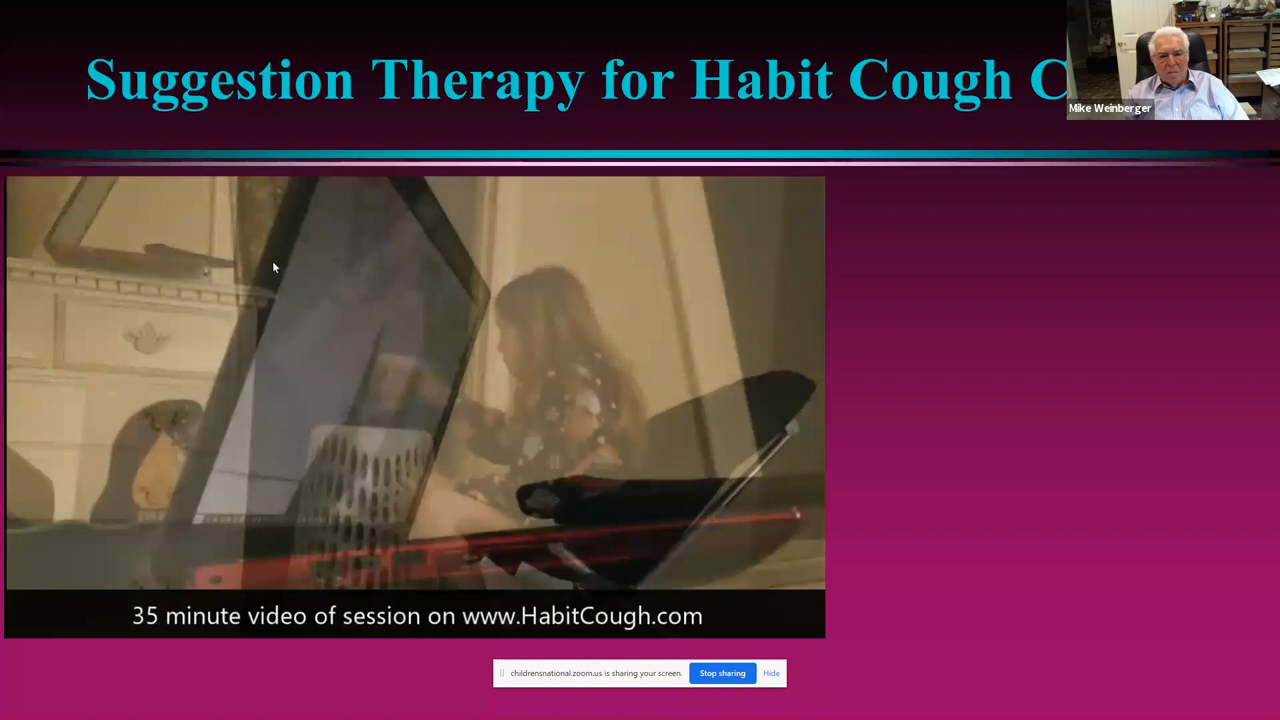 Suggestion Therapy for Habit Cough C
Mike Weinberger
35 minute video of session on www.HabitCough.com
childrensnational.zoom.us is sharing your screen.
Stop sharing
Hide